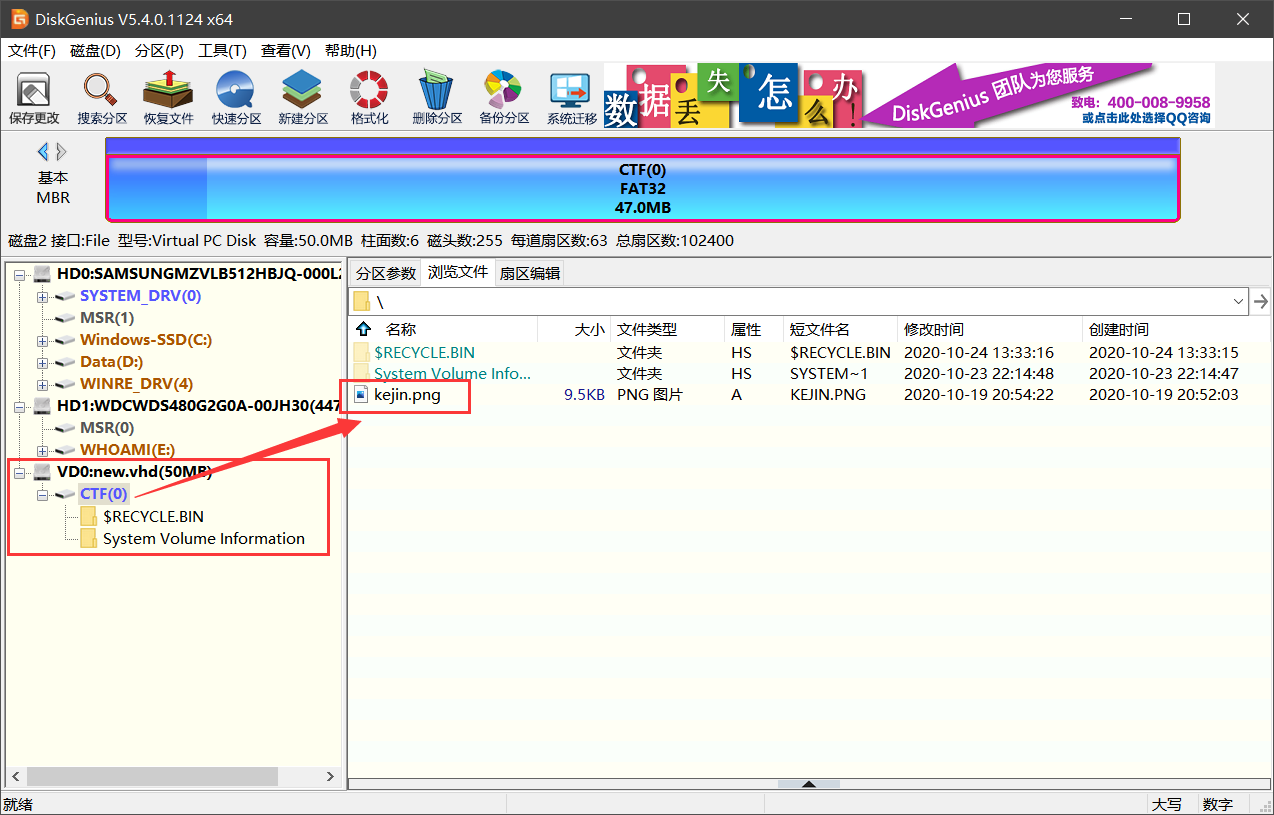 DiskGenius V5.4.0.1124 x64
文件(F) 磁盘(D) 分区(P) 工具(T) 查看(V) 帮助(H)
保存更改 搜索分区 恢复文件 快速分区 新建分区 格式化 删除分区 备份分区 系统迁移
数据丢失怎么办!
DiskGenius 团队为您服务
致电：400-008-9958
或点击此处选择QQ咨询
基本
MBR
CTF(0)
FAT32
47.0MB
磁盘2 接口:File 型号:Virtual PC Disk 容量:50.0MB 柱面数:6 磁头数:255 每道扇区数:63 总扇区数:102400
HD0:SAMSUNGMZVLB512HBJQ-000L2
SYSTEM_DRV(0)
MSR(1)
Windows-SSD(C:)
Data(D:)
WINRE_DRV(4)
HD1:WDCWDS480G2G0A-00JH30(447
MSR(0)
WHOAMI(E:)
VD0:new.vhd(50MB)
CTF(0)
$RECYCLE.BIN
System Volume Information
分区参数 浏览文件 扇区编辑
\
名称 大小 文件类型 属性 短文件名 修改时间 创建时间
$RECYCLE.BIN 文件夹 HS $RECYCLE.BIN 2020-10-24 13:33:16 2020-10-24 13:33:15
System Volume Info... 文件夹 HS SYSTEM~1 2020-10-23 22:14:48 2020-10-23 22:14:47
kejin.png 9.5KB PNG 图片 A KEJIN.PNG 2020-10-19 20:54:22 2020-10-19 20:52:03
就绪 大写 数字